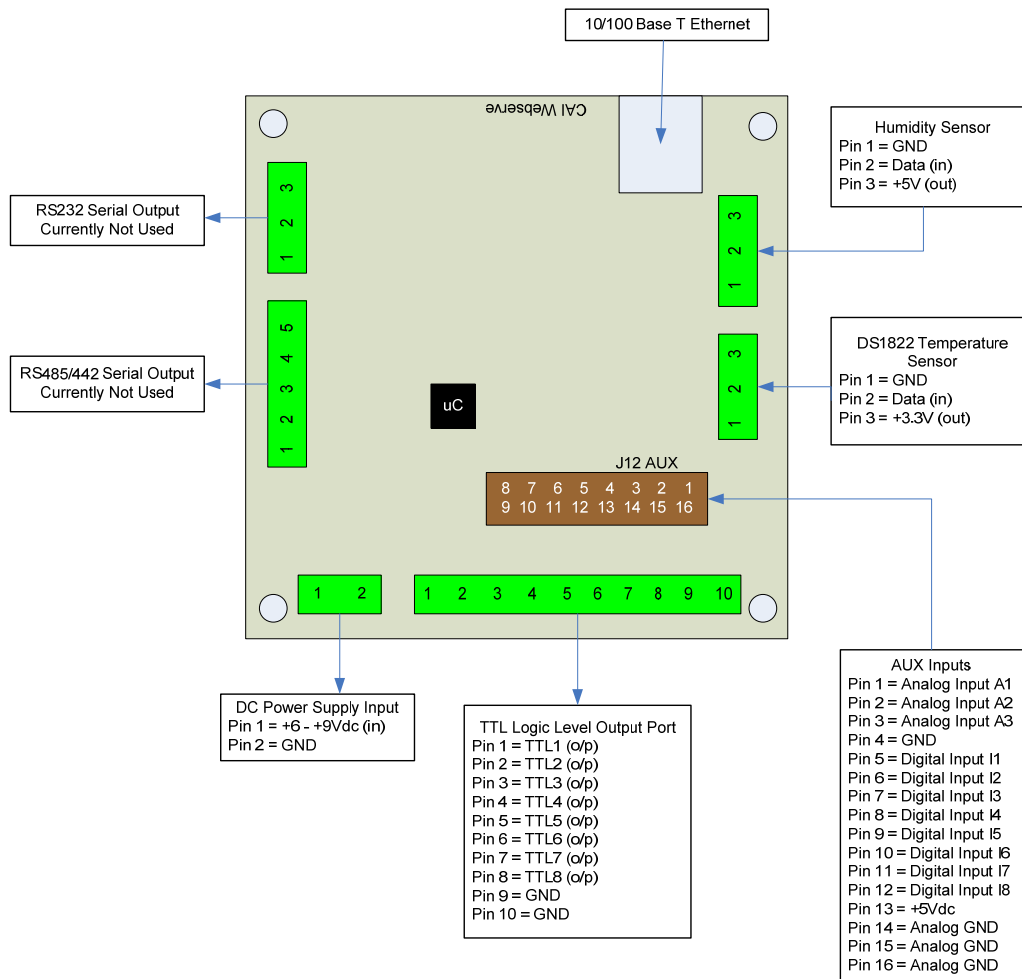 10/100 Base T Ethernet
CAI Webserve
Humidity Sensor
Pin 1 = GND
Pin 2 = Data (in)
Pin 3 = +5V (out)
RS232 Serial Output
Currently Not Used
3
2
1
3
2
1
RS485/442 Serial Output
Currently Not Used
5
4
3
2
1
uC
DS1822 Temperature
Sensor
Pin 1 = GND
Pin 2 = Data (in)
Pin 3 = +3.3V (out)
3
2
1
J12 AUX
8 7 6 5 4 3 2 1
9 10 11 12 13 14 15 16
1 2
1 2 3 4 5 6 7 8 9 10
DC Power Supply Input
Pin 1 = +6 - +9Vdc (in)
Pin 2 = GND
TTL Logic Level Output Port
Pin 1 = TTL1 (o/p)
Pin 2 = TTL2 (o/p)
Pin 3 = TTL3 (o/p)
Pin 4 = TTL4 (o/p)
Pin 5 = TTL5 (o/p)
Pin 6 = TTL6 (o/p)
Pin 7 = TTL7 (o/p)
Pin 8 = TTL8 (o/p)
Pin 9 = GND
Pin 10 = GND
AUX Inputs
Pin 1 = Analog Input A1
Pin 2 = Analog Input A2
Pin 3 = Analog Input A3
Pin 4 = GND
Pin 5 = Digital Input I1
Pin 6 = Digital Input I2
Pin 7 = Digital Input I3
Pin 8 = Digital Input I4
Pin 9 = Digital Input I5
Pin 10 = Digital Input I6
Pin 11 = Digital Input I7
Pin 12 = Digital Input I8
Pin 13 = +5Vdc
Pin 14 = Analog GND
Pin 15 = Analog GND
Pin 16 = Analog GND